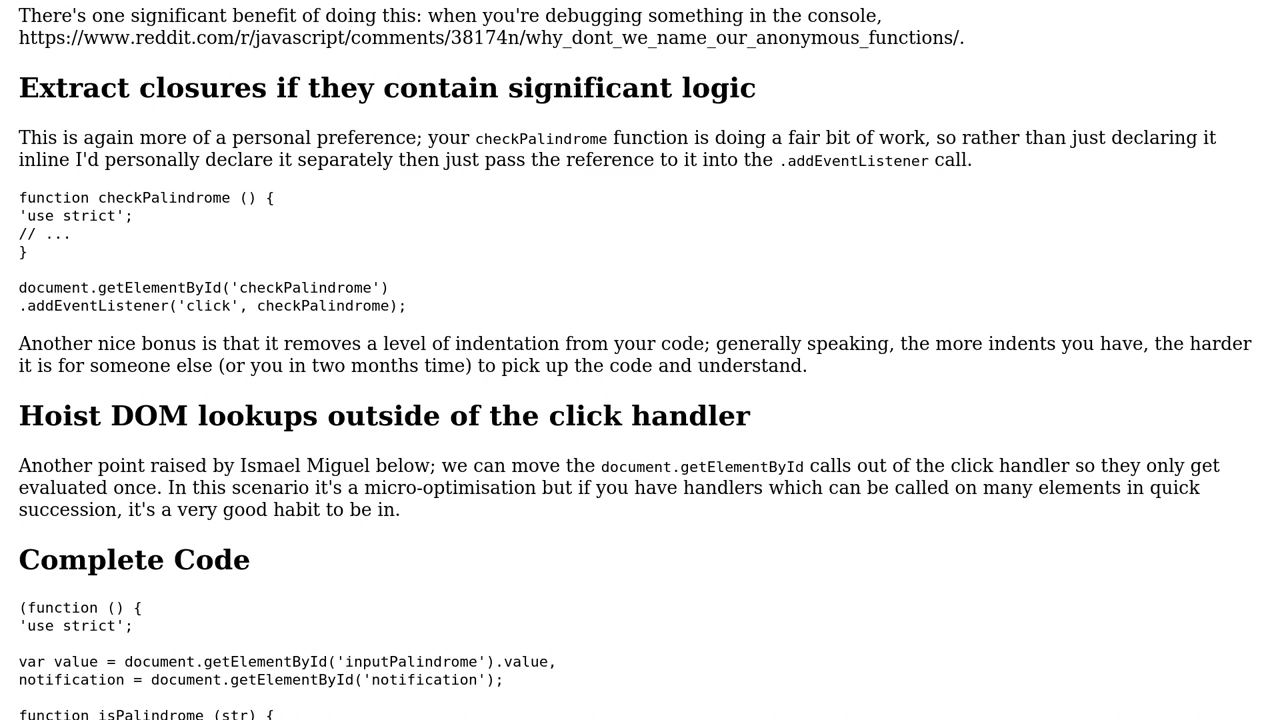 There's one significant benefit of doing this: when you're debugging something in the console,
https://www.reddit.com/r/javascript/comments/38174n/why_dont_we_name_our_anonymous_functions/.
Extract closures if they contain significant logic
This is again more of a personal preference; your checkPalindrome function is doing a fair bit of work, so rather than just declaring it
inline I'd personally declare it separately then just pass the reference to it into the .addEventListener call.
function checkPalindrome () {
'use strict';
// ...
}
document.getElementById('checkPalindrome')
.addEventListener('click', checkPalindrome);
Another nice bonus is that it removes a level of indentation from your code; generally speaking, the more indents you have, the harder
it is for someone else (or you in two months time) to pick up the code and understand.
Hoist DOM lookups outside of the click handler
Another point raised by Ismael Miguel below; we can move the document.getElementById calls out of the click handler so they only get
evaluated once. In this scenario it's a micro-optimisation but if you have handlers which can be called on many elements in quick
succession, it's a very good habit to be in.
Complete Code
(function () {
'use strict';
var value = document.getElementById('inputPalindrome').value,
notification = document.getElementById('notification');
function isPalindrome (str) {